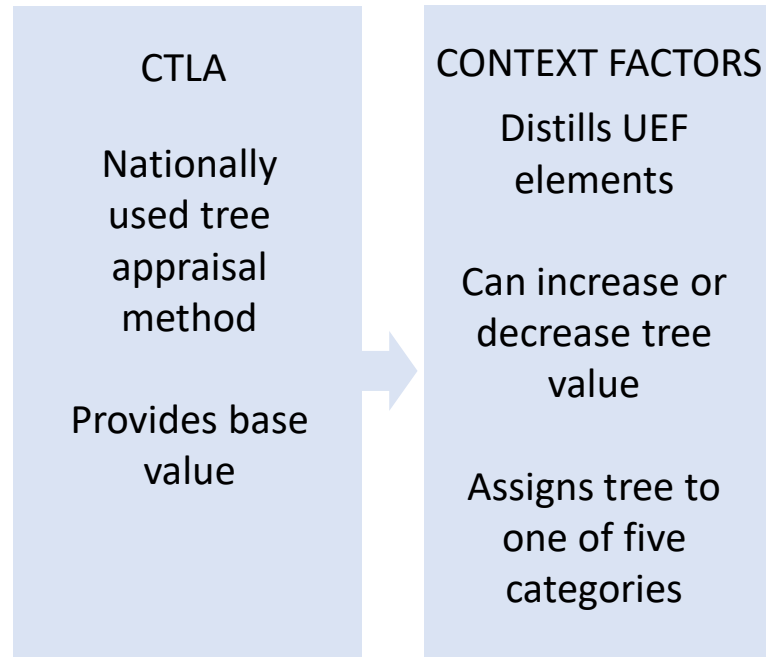 CTLA
Nationally
used tree
appraisal
method
Provides base
value
CONTEXT FACTORS
Distills UEF
elements
Can increase or
decrease tree
value
Assigns tree to
one of five
categories